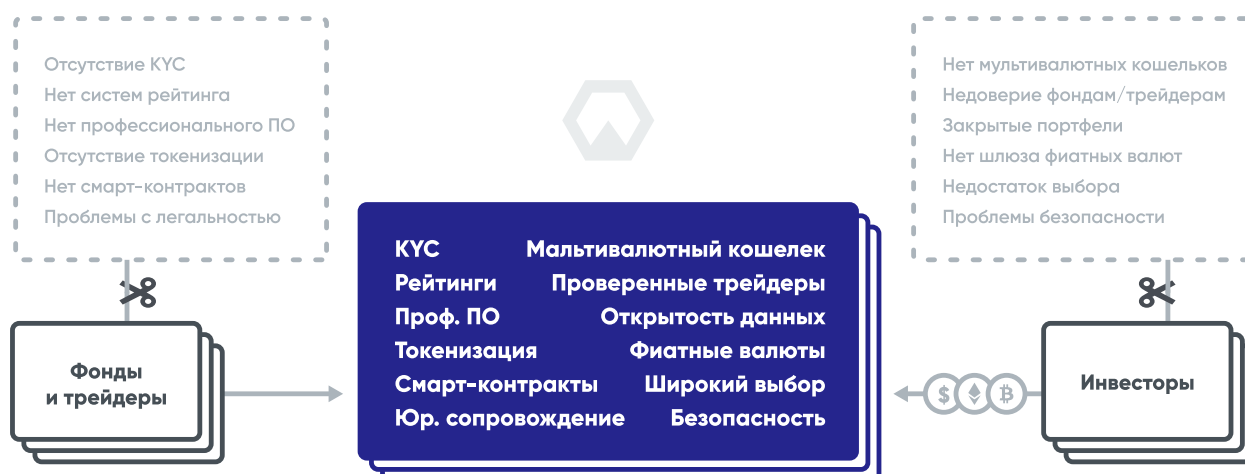 Отсутствие KYC
Нет систем рейтинга
Нет профессионального ПО
Отсутствие токенизации
Нет смарт-контрактов
Проблемы с легальностью
Нет мультивалютных кошельков
Недоверие фондам/трейдерам
Закрытые портфели
Нет шлюза фиатных валют
Недостаток выбора
Проблемы безопасности
KYC Мальтивалютный кошелек
Рейтинги Проверенные трейдеры
Проф. ПО Открытость данных
Токенизация Фиатные валюты
Смарт-контракты Широкий выбор
Юр. сопровождение Безопасность
Фонды
и трейдеры
$ ₿
Инвесторы